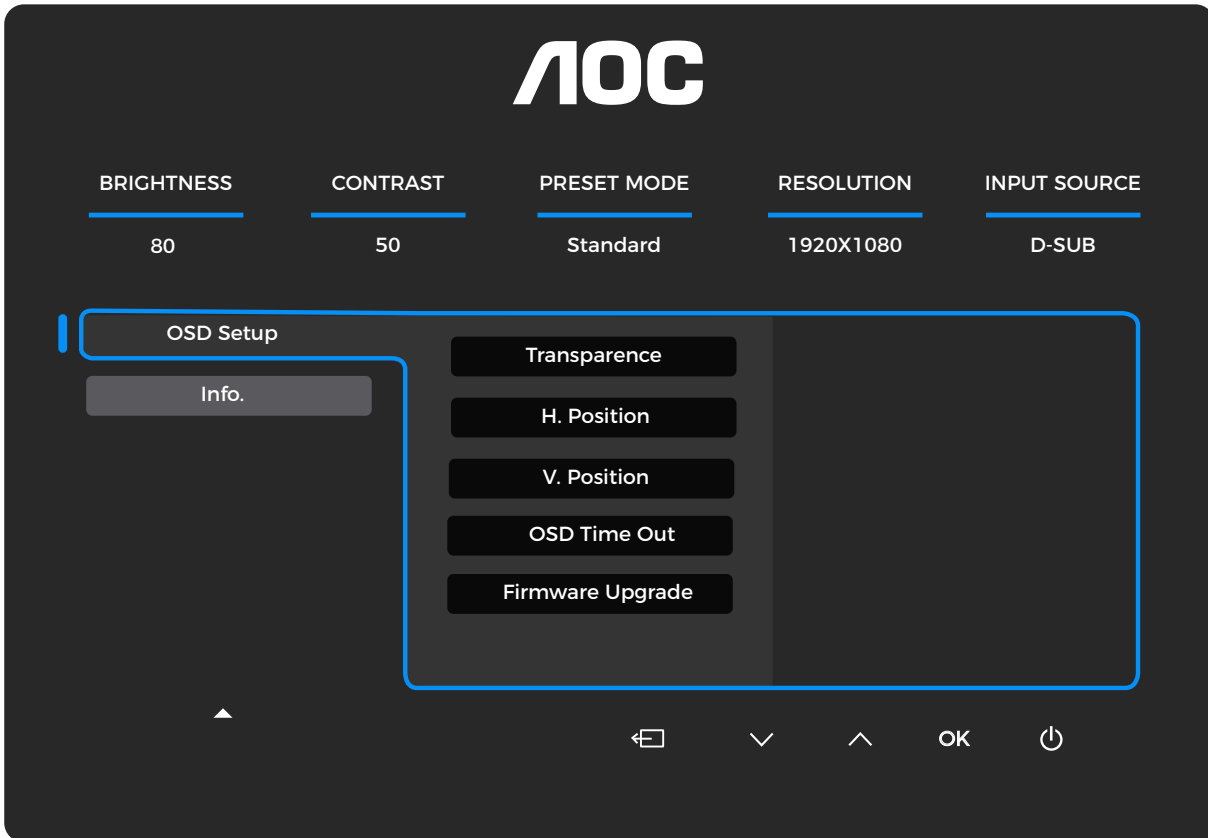 AOC
BRIGHTNESS CONTRAST PRESET MODE RESOLUTION INPUT SOURCE
80 50 Standard 1920X1080 D-SUB
OSD Setup
Transparence
Info.
H. Position
V. Position
OSD Time Out
Firmware Upgrade
OK